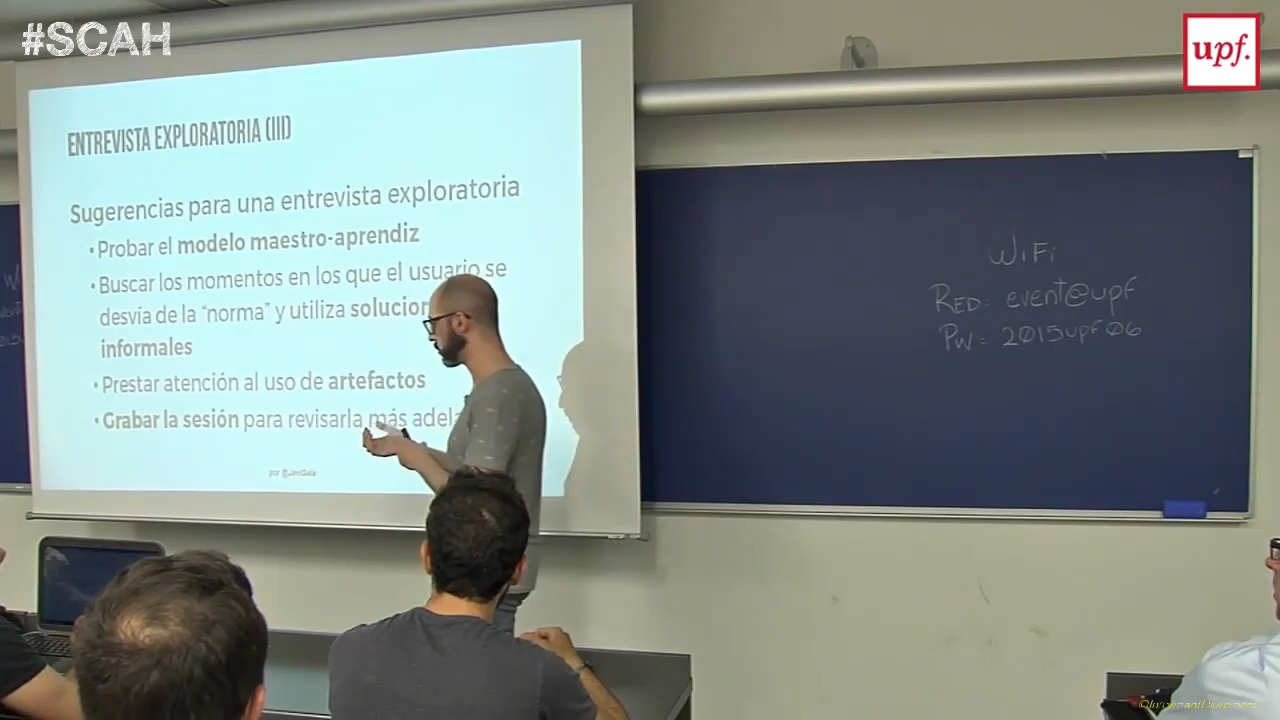 #SCAH
upf.
ENTREVISTA EXPLORATORIA (III)
Sugerencias para una entrevista exploratoria
• Probar el modelo maestro-aprendiz
• Buscar los momentos en los que el usuario se
desvía de la “norma” y utiliza solucion
informales
• Prestar atención al uso de artefactos
• Grabar la sesión para revisarla más adela
por @JaviGala
WiFi
RED: event@upf
PW: 2015upf06